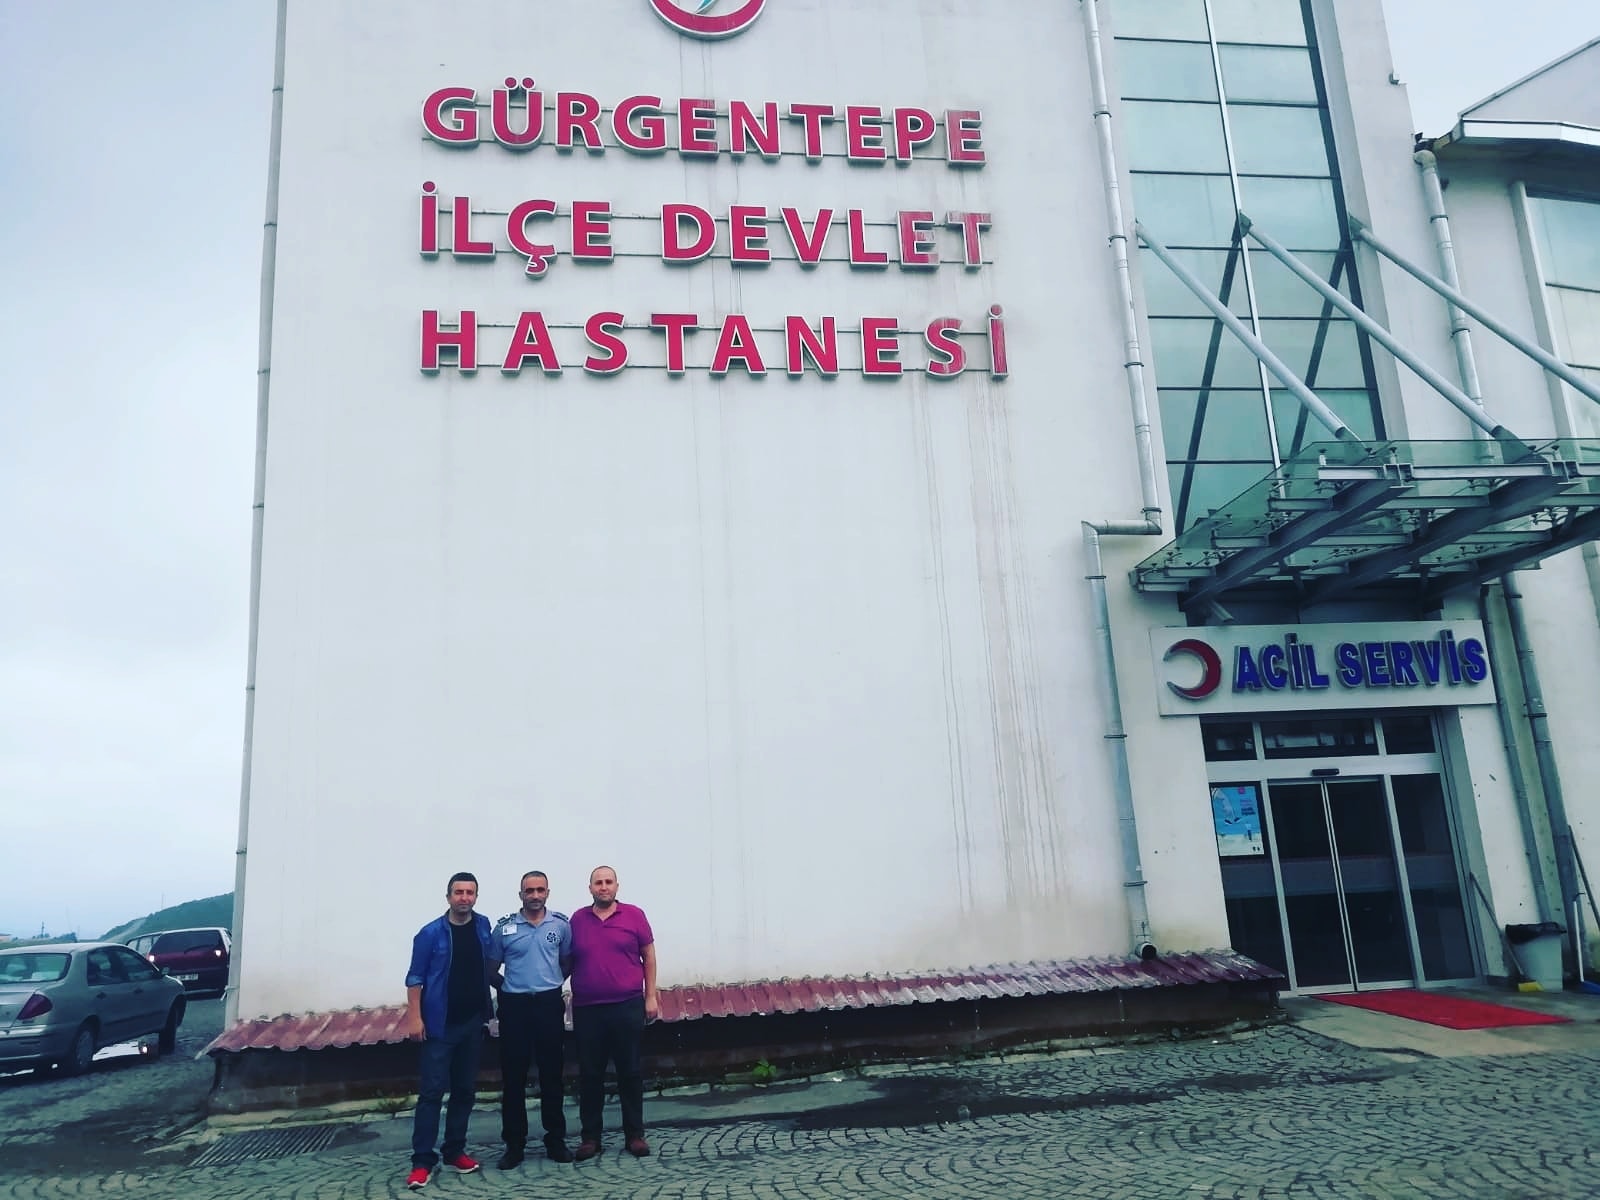 GÜRGENTEPE
İLÇE DEVLET
HASTANESİ
ACİL SERVİS